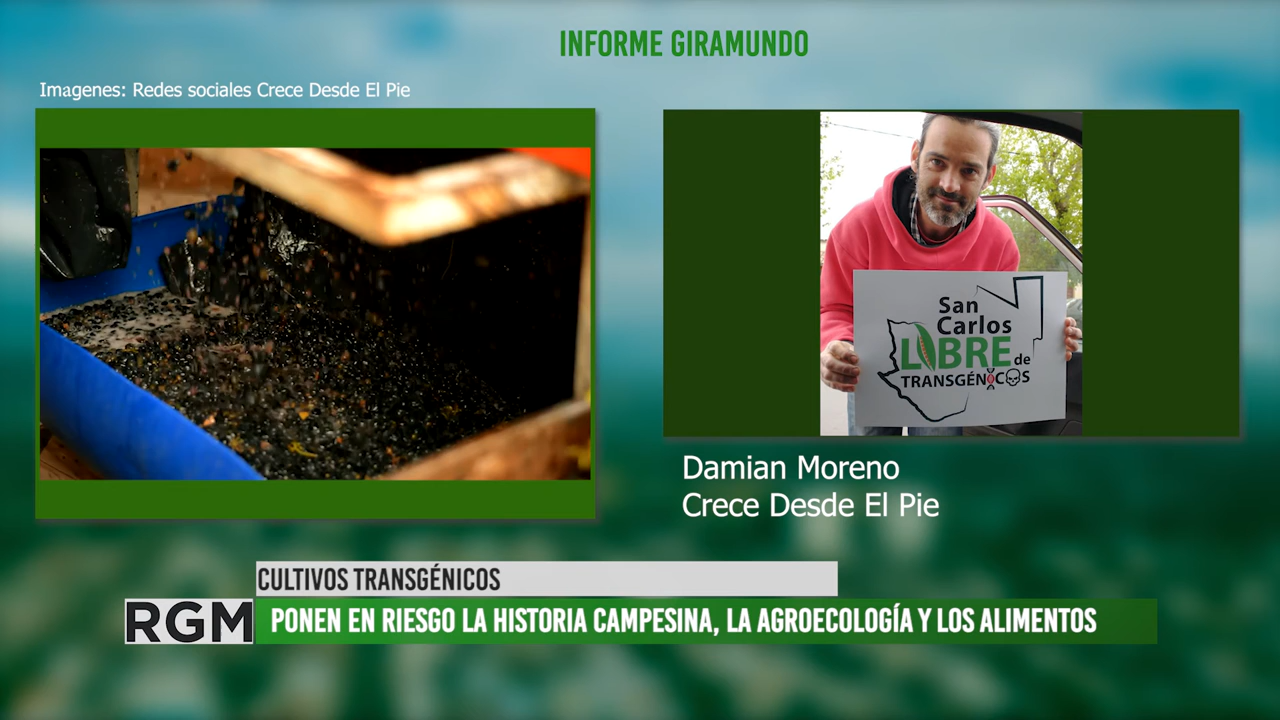 INFORME GIRAMUNDO
Imagenes: Redes sociales Crece Desde El Pie
San
Carlos
LIBRE de
TRANSGÉNICOS
Damian Moreno
Crece Desde El Pie
CULTIVOS TRANSGÉNICOS
RGM
PONEN EN RIESGO LA HISTORIA CAMPESINA, LA AGROECOLOGÍA Y LOS ALIMENTOS